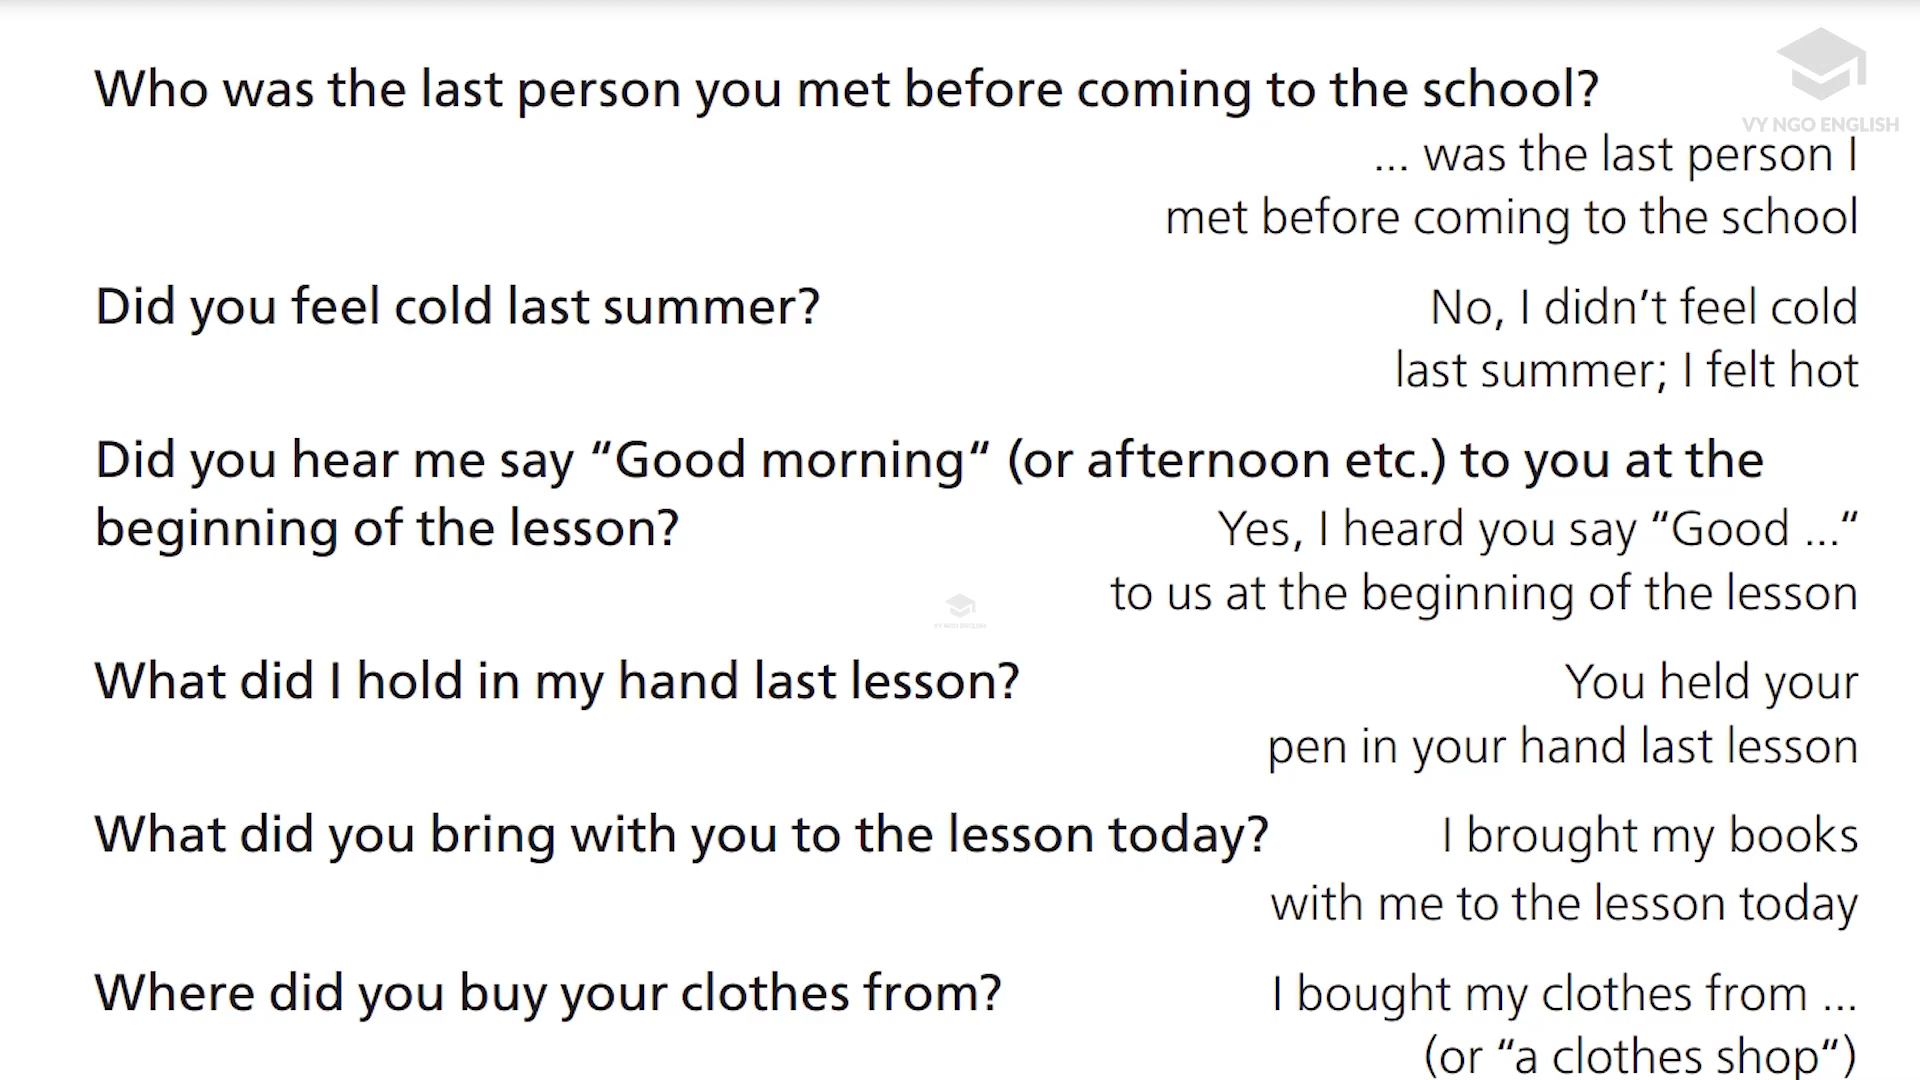 VY NGO ENGLISH
Who was the last person you met before coming to the school?
... was the last person I
met before coming to the school
Did you feel cold last summer?
No, I didn’t feel cold
last summer; I felt hot
Did you hear me say “Good morning“ (or afternoon etc.) to you at the
beginning of the lesson?
Yes, I heard you say “Good ...“
to us at the beginning of the lesson
VY NGO ENGLISH
What did I hold in my hand last lesson?
You held your
pen in your hand last lesson
What did you bring with you to the lesson today?
I brought my books
with me to the lesson today
Where did you buy your clothes from?
I bought my clothes from ...
(or “a clothes shop“)